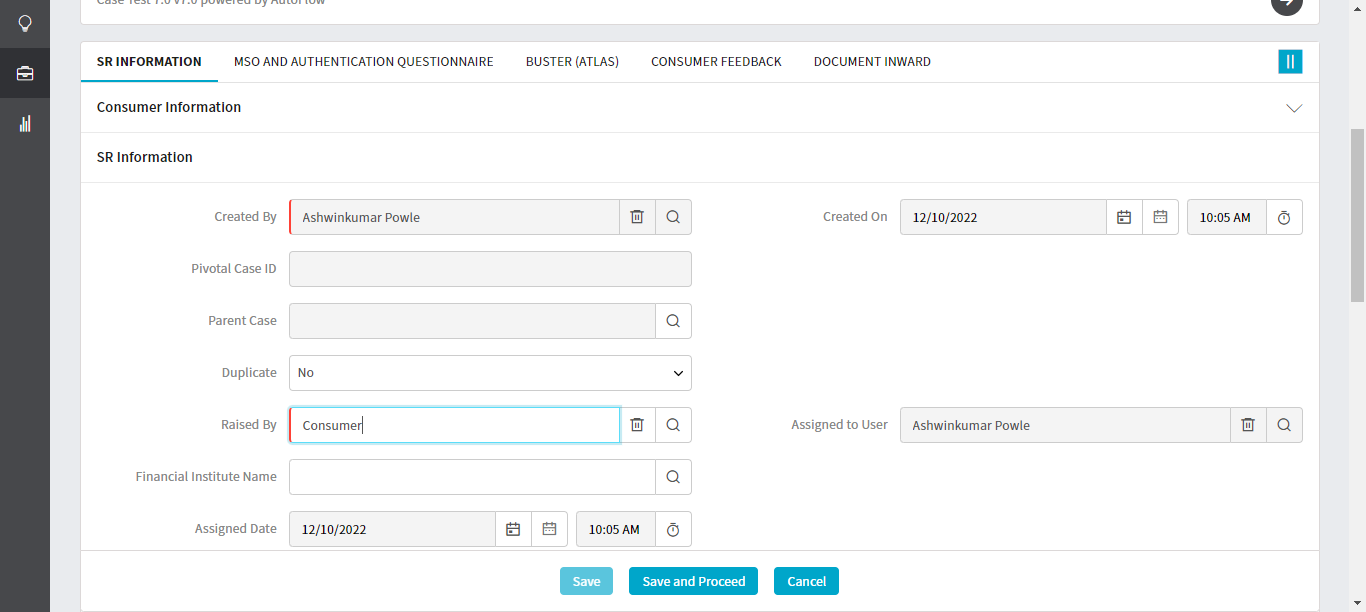 Case Test 7.0 v7.0 powered by AutoFlow
SR INFORMATION MSO AND AUTHENTICATION QUESTIONNAIRE BUSTER (ATLAS) CONSUMER FEEDBACK DOCUMENT INWARD
Consumer Information
SR Information
Created By Ashwinkumar Powle Created On 12/10/2022 10:05 AM
Pivotal Case ID
Parent Case
Duplicate No
Raised By Consumer Assigned to User Ashwinkumar Powle
Financial Institute Name
Assigned Date 12/10/2022 10:05 AM
Save Save and Proceed Cancel